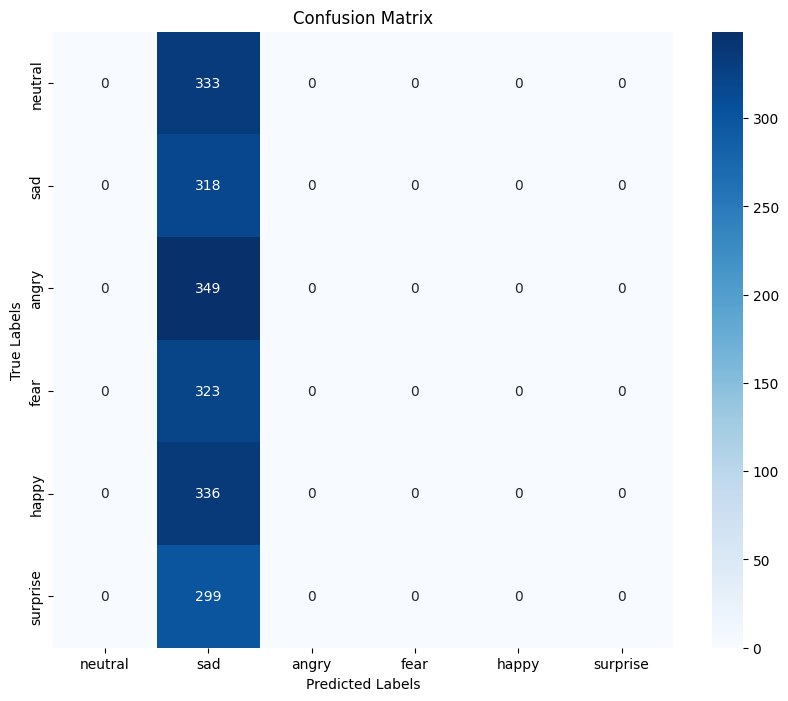 Confusion Matrix
True Labels
neutral 0 333 0 0 0 0
sad 0 318 0 0 0 0
angry 0 349 0 0 0 0
fear 0 323 0 0 0 0
happy 0 336 0 0 0 0
surprise 0 299 0 0 0 0
neutral sad angry fear happy surprise
Predicted Labels
300
250
200
150
100
50
0